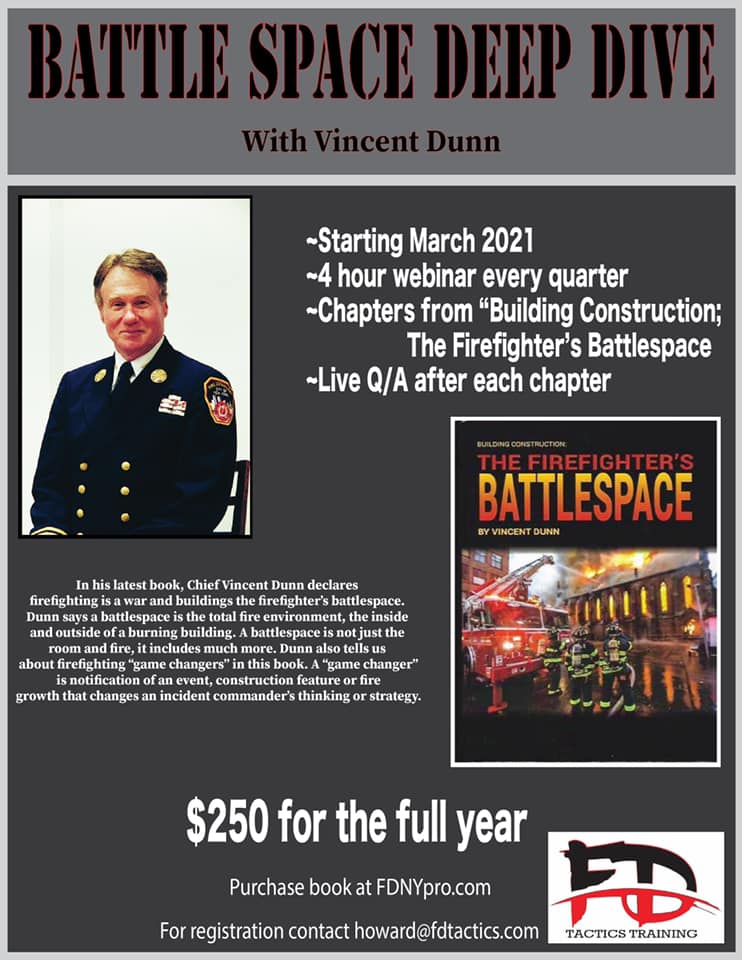 BATTLE SPACE DEEP DIVE
With Vincent Dunn
~Starting March 2021
~4 hour webinar every quarter
~Chapters from “Building Construction;
The Firefighter’s Battlespace
~Live Q/A after each chapter
BUILDING CONSTRUCTION:
THE FIREFIGHTER’S
BATTLESPACE
BY VINCENT DUNN
In his latest book, Chief Vincent Dunn declares
firefighting is a war and buildings the firefighter’s battlespace.
Dunn says a battlespace is the total fire environment, the inside
and outside of a burning building. A battlespace is not just the
room and fire, it includes much more. Dunn also tells us
about firefighting “game changers” in this book. A “game changer”
is notification of an event, construction feature or fire
growth that changes an incident commander’s thinking or strategy.
$250 for the full year
Purchase book at FDNYpro.com
For registration contact howard@fdtactics.com
FD
TACTICS TRAINING